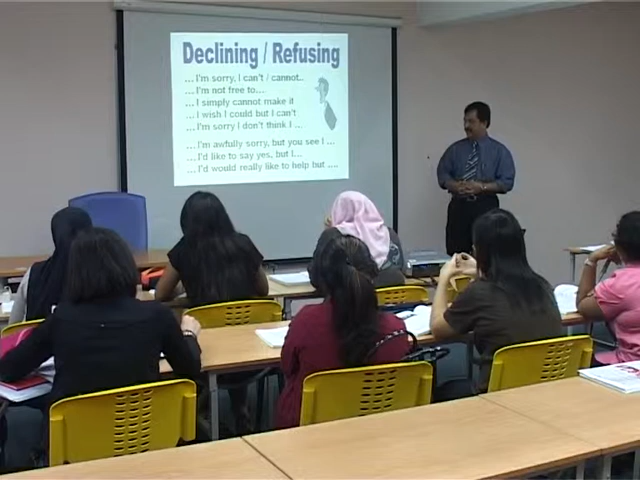 Declining / Refusing
... I'm sorry, I can't / cannot..
... I'm not free to...
... I simply cannot make it
... I wish I could but I can't
... I'm sorry I don't think I ..
... I'm awfully sorry, but you see I ...
... I'd like to say yes, but I...
... I'd would really like to help but ....